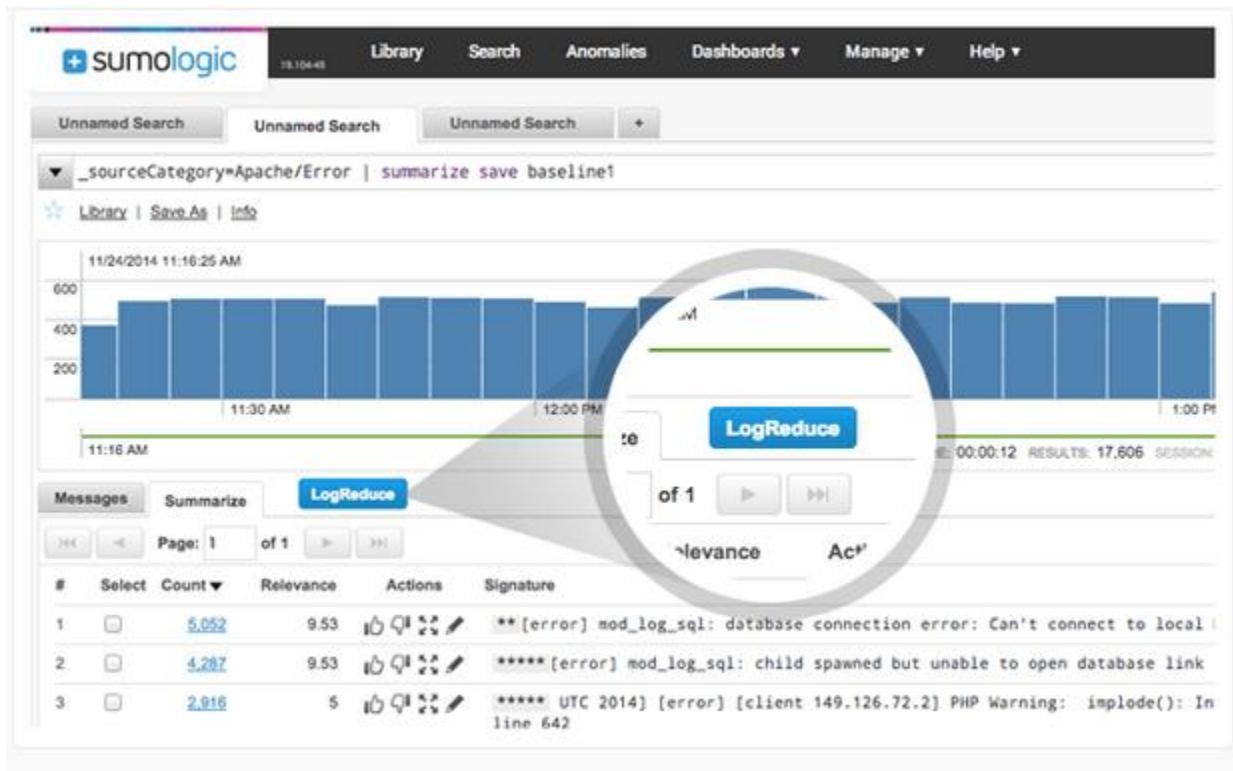 sumologic
19.104-45
Library Search Anomalies Dashboards ▾ Manage ▾ Help ▾
Unnamed Search Unnamed Search Unnamed Search +
_sourceCategory=Apache/Error | summarize save baseline1
Library | Save As | Info
11/24/2014 11:16:25 AM
600
400
200
11:30 AM 12:00 PM 1:00
11:16 AM
00:00:12 RESULTS: 17,606 SESSION:
LogReduce
of 1
Messages Summarize LogReduce
Page: 1 of 1
# Select Count ▾ Relevance Actions Signature
1 5,052 9.53 ** [error] mod_log_sql: database connection error: Can't connect to local
2 4,287 9.53 ***** [error] mod_log_sql: child spawned but unable to open database link
3 2,916 5 ***** UTC 2014] [error] [client 149.126.72.2] PHP Warning: implode(): In
line 642